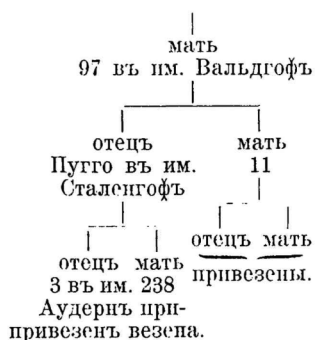 мать
97 въ им. Вальдгофъ
отецъ мать
Пугго въ им. 11
Сталенгофъ
отецъ мать
отецъ мать
привезены.
3 въ им. 238
Аудернъ при-
привезенъ везена.